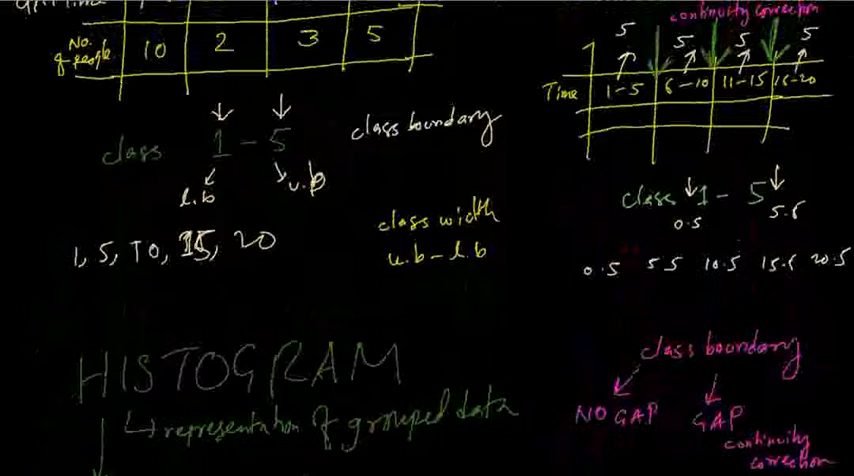 No.
of people 10 2 3 5
class 1 - 5
l.b u.b
class boundary
1, 5, 10, 15, 20
class width
u.b - l.b
HISTOGRAM
representation of grouped data
continuity correction
5 5 5 5
Time 1-5 6-10 11-15 16-20
class 1 - 5
0.5 5.5
0.5 5.5 10.5 15.5 20.5
class boundary
NO GAP GAP
continuity
correction